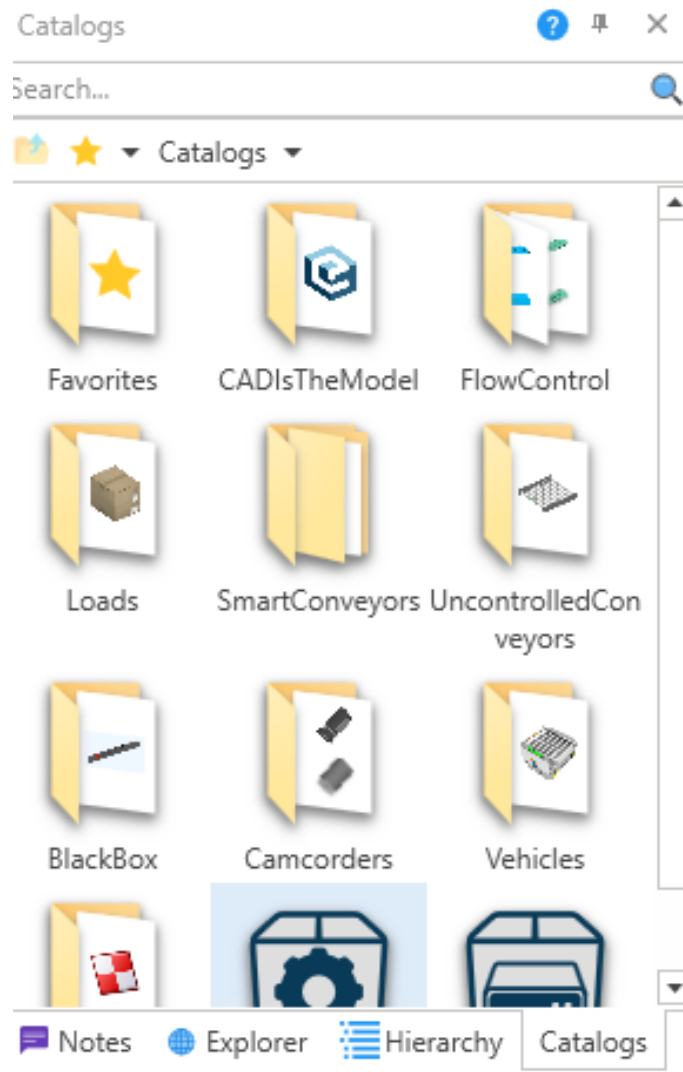 Catalogs
Search...
Catalogs
Favorites
CADIsTheModel
FlowControl
Loads
SmartConveyors
UncontrolledCon
veyors
BlackBox
Camcorders
Vehicles
Notes
Explorer
Hierarchy
Catalogs